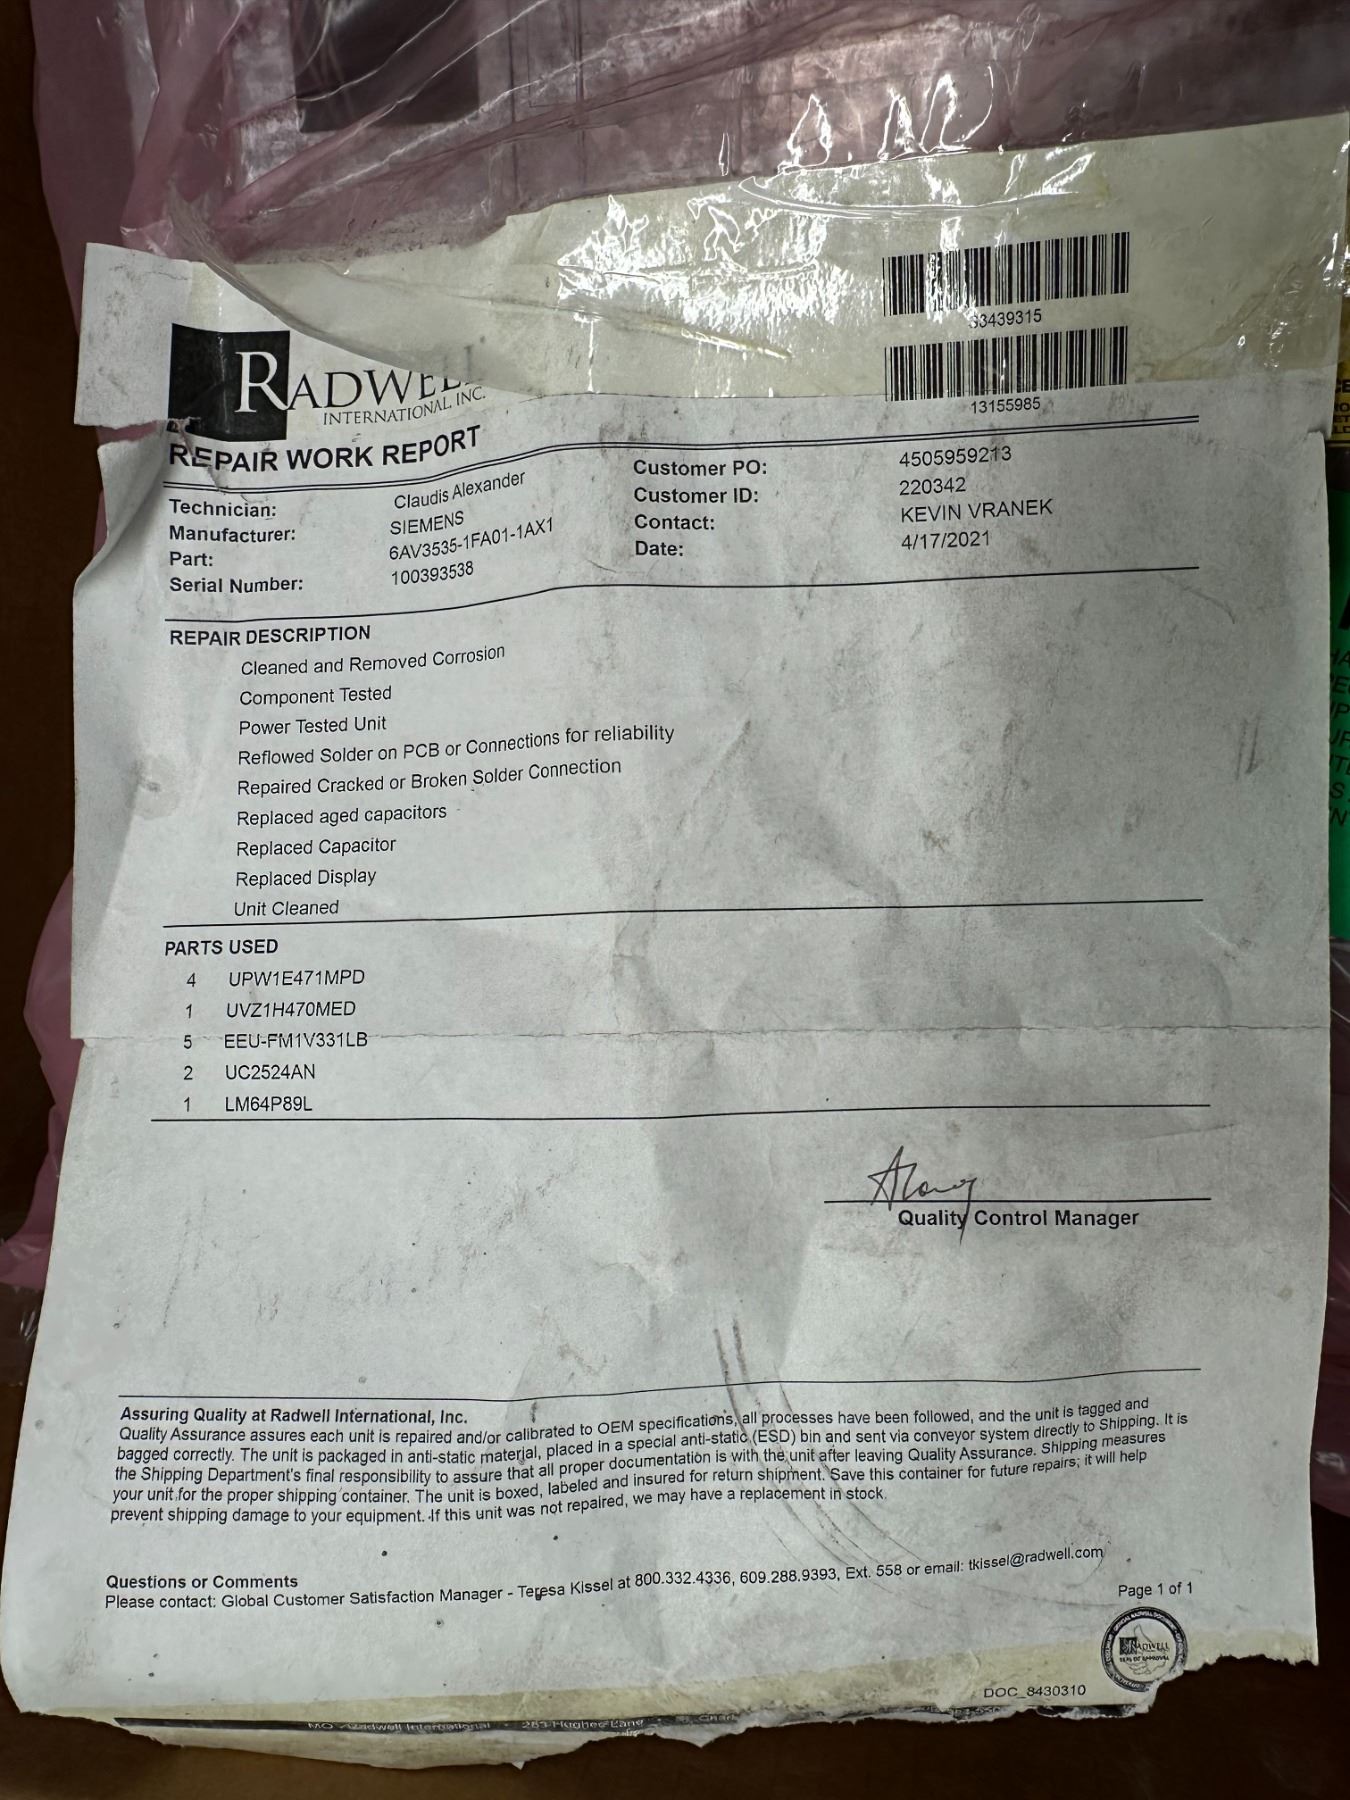 33439315
13155985
RADWELL
INTERNATIONAL, INC.
REPAIR WORK REPORT
Technician: Claudis Alexander
Manufacturer: SIEMENS
Part: 6AV3535-1FA01-1AX1
Serial Number: 100393538
Customer PO: 4505959213
Customer ID: 220342
Contact: KEVIN VRANEK
Date: 4/17/2021
REPAIR DESCRIPTION
Cleaned and Removed Corrosion
Component Tested
Power Tested Unit
Reflowed Solder on PCB or Connections for reliability
Repaired Cracked or Broken Solder Connection
Replaced aged capacitors
Replaced Capacitor
Replaced Display
Unit Cleaned
PARTS USED
4 UPW1E471MPD
1 UVZ1H470MED
5 EEU-FM1V331LB
2 UC2524AN
1 LM64P89L
Quality Control Manager
Assuring Quality at Radwell International, Inc.
Quality Assurance assures each unit is repaired and/or calibrated to OEM specifications, all processes have been followed, and the unit is tagged and
bagged correctly. The unit is packaged in anti-static material, placed in a special anti-static (ESD) bin and sent via conveyor system directly to Shipping. It is
the Shipping Department's final responsibility to assure that all proper documentation is with the unit after leaving Quality Assurance. Shipping measures
your unit for the proper shipping container. The unit is boxed, labeled and insured for return shipment. Save this container for future repairs; it will help
prevent shipping damage to your equipment. If this unit was not repaired, we may have a replacement in stock.
Questions or Comments
Please contact: Global Customer Satisfaction Manager - Teresa Kissel at 800.332.4336, 609.288.9393, Ext. 558 or email: tkissel@radwell.com
Page 1 of 1
RADWELL
SEAL OF APPROVAL
DOC_8430310